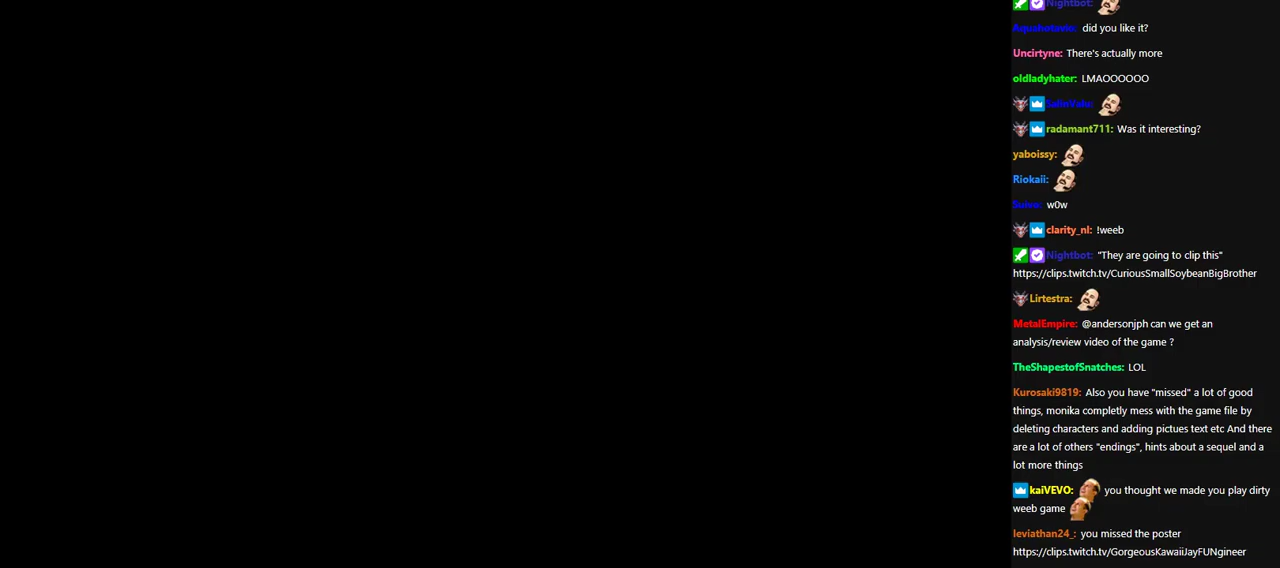 Nightbot:
Aquahelavio: did you like it?
Uncirtyne: There's actually more
oldladyhater: LMAOOOOOO
radamant711: Was it interesting?
yaboissy:
Riokaii:
Suivo: w0w
clarity_nl: !weeb
Nightbot: "They are going to clip this"
https://clips.twitch.tv/CuriousSmallSoybeanBigBrother
Lirtestra:
MetalEmpire: @andersonjph can we get an
analysis/review video of the game ?
TheShapestofSnatches: LOL
Kurosaki9819: Also you have "missed" a lot of good
things, monika completly mess with the game file by
deleting characters and adding pictues text etc And there
are a lot of others "endings", hints about a sequel and a
lot more things
kaiVEVO: you thought we made you play dirty
weeb game
leviathan24_: you missed the poster
https://clips.twitch.tv/GorgeousKawaiiJayFUNgineer